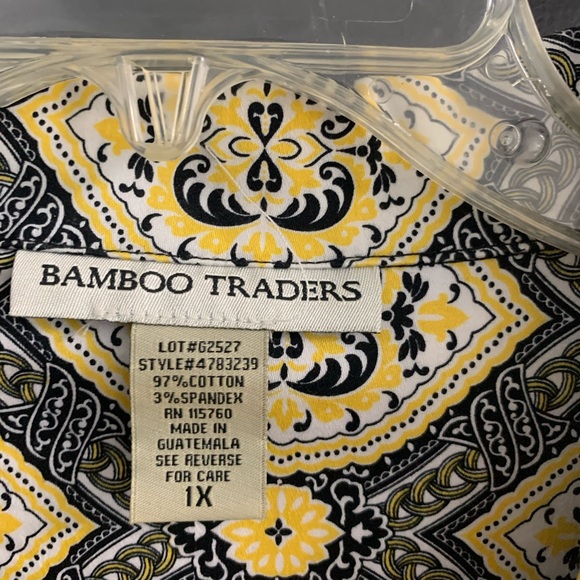 BAMBOO TRADERS
LOT#G2527
STYLE#4783239
97%COTTON
3%SPANDEX
RN 115760
MADE IN
GUATEMALA
SEE REVERSE
FOR CARE
1X